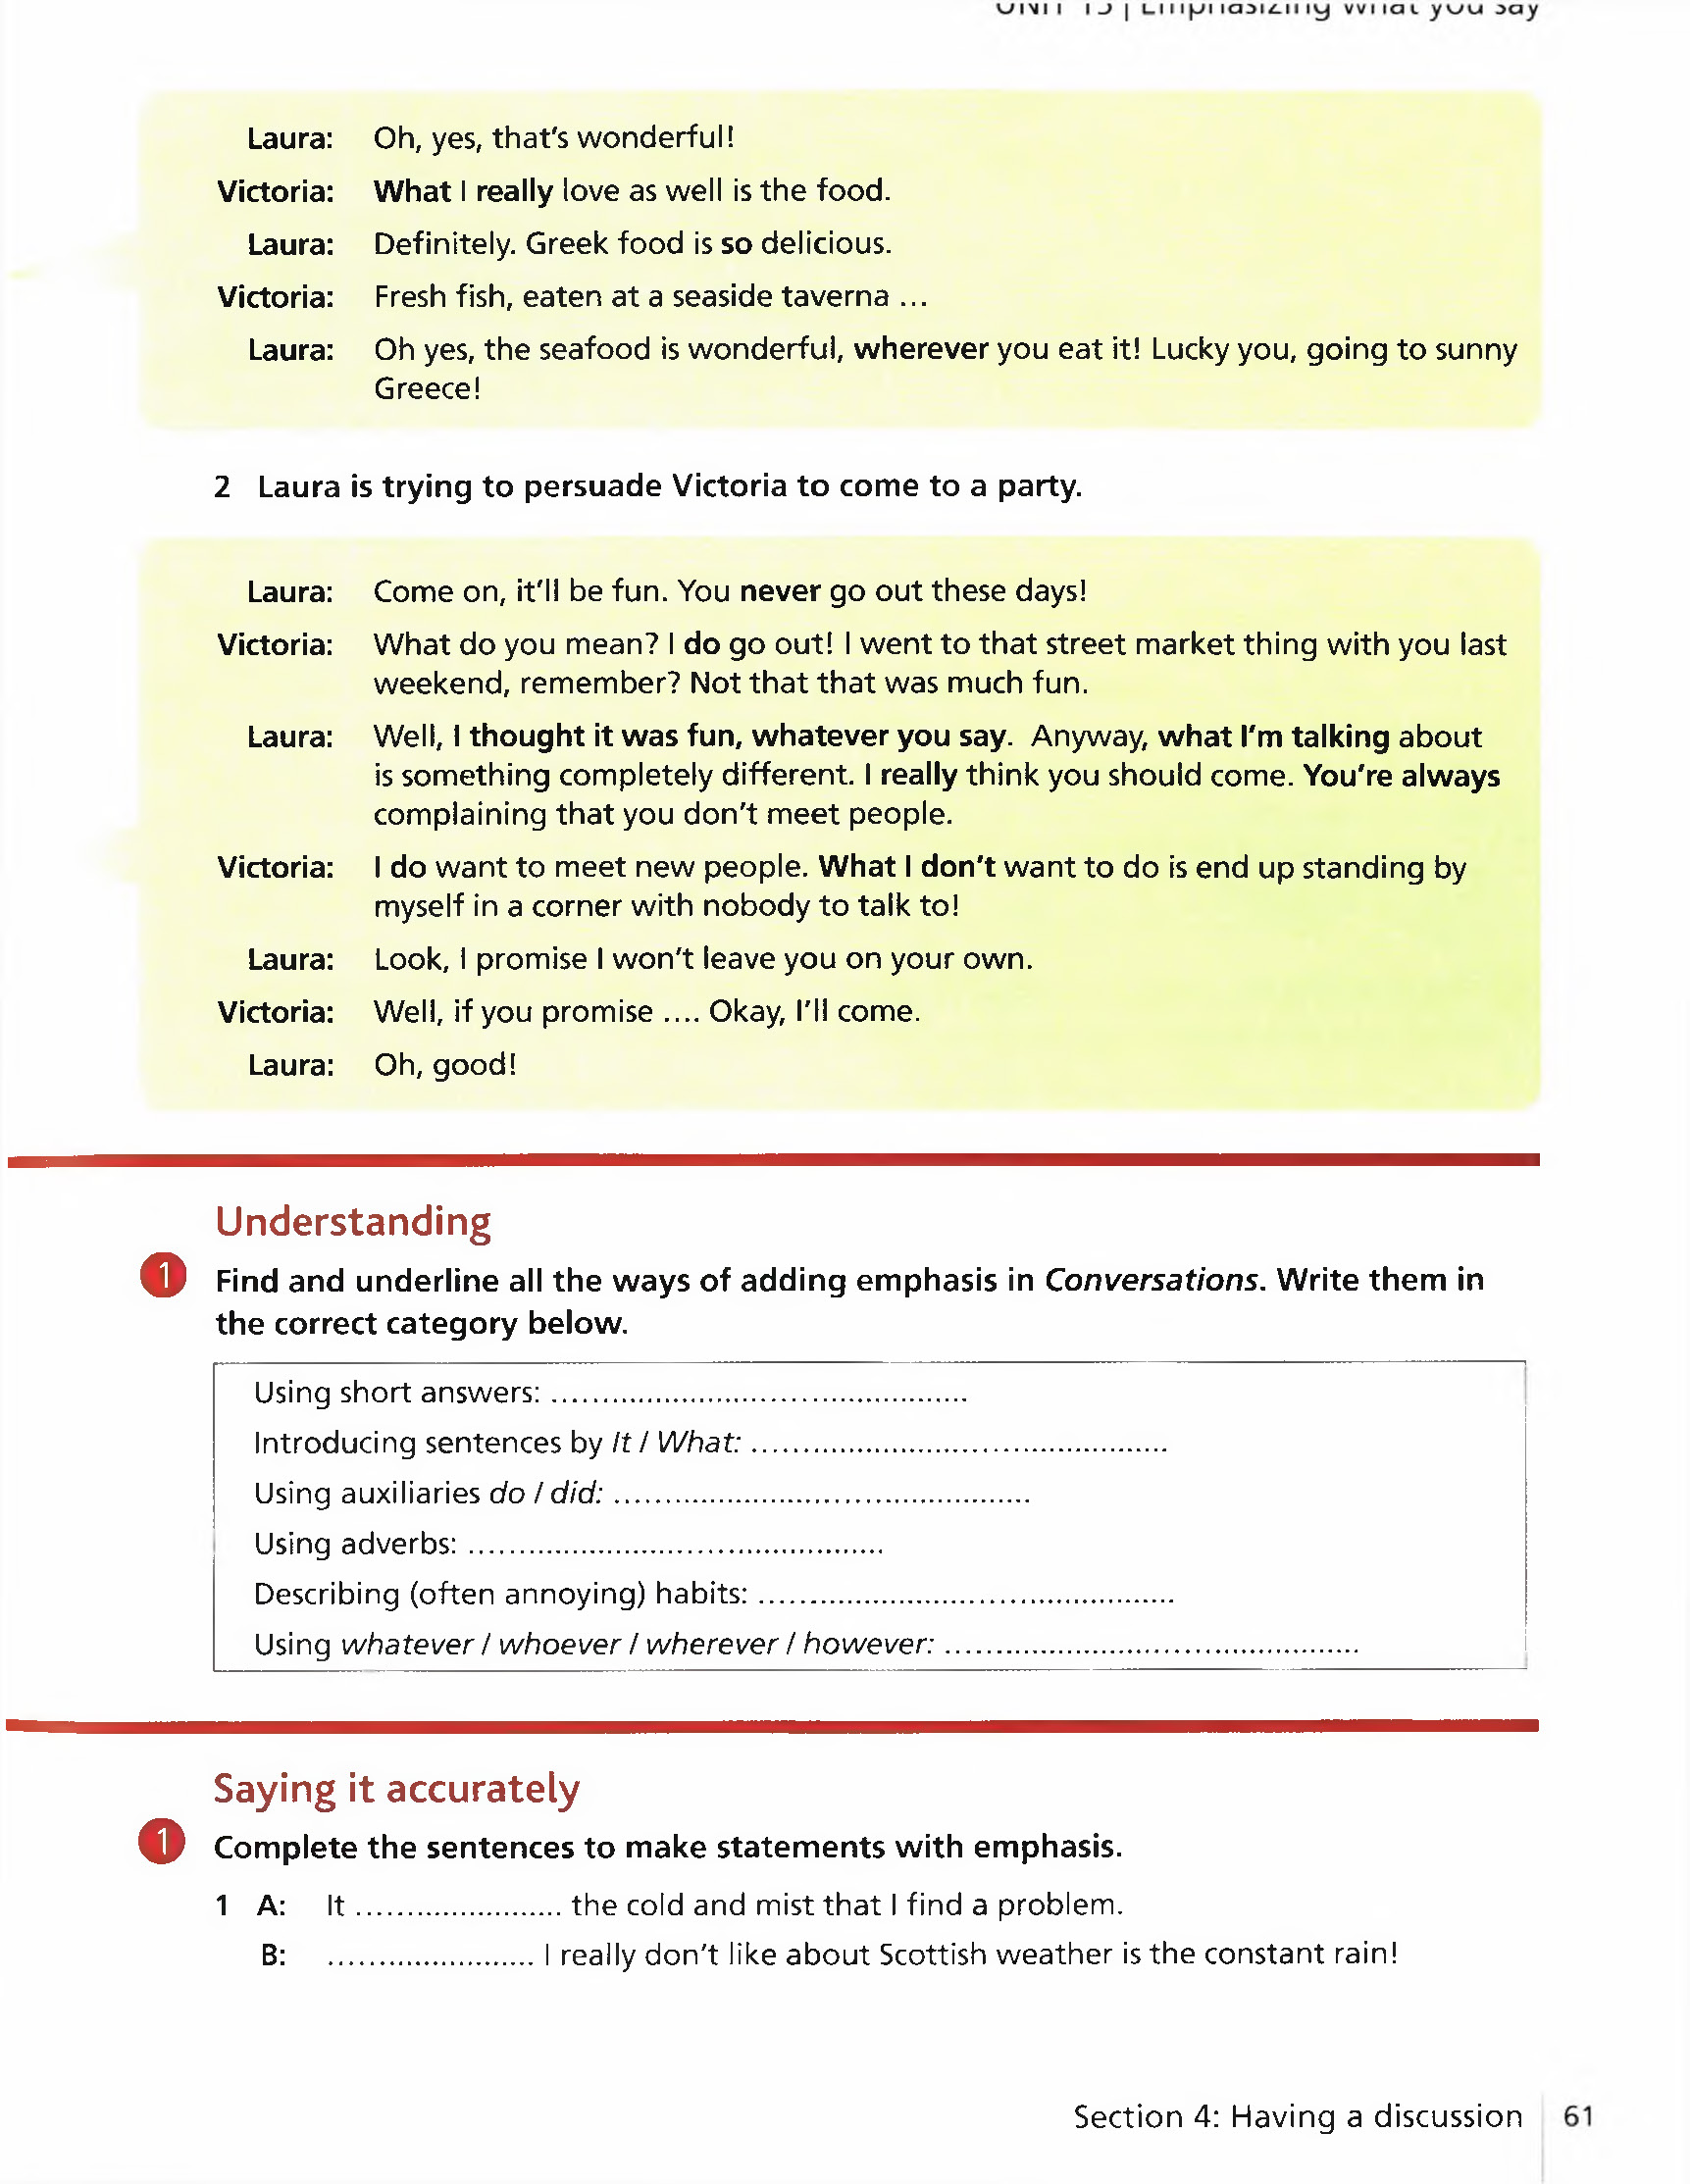 UNIT 15 | Emphasizing what you say
Laura: Oh, yes, that's wonderful!
Victoria: What I really love as well is the food.
Laura: Definitely. Greek food is so delicious.
Victoria: Fresh fish, eaten at a seaside taverna ...
Laura: Oh yes, the seafood is wonderful, wherever you eat it! Lucky you, going to sunny
Greece!
2 Laura is trying to persuade Victoria to come to a party.
Laura: Come on, it'll be fun. You never go out these days!
Victoria: What do you mean? I do go out! I went to that street market thing with you last
weekend, remember? Not that that was much fun.
Laura: Well, I thought it was fun, whatever you say. Anyway, what I'm talking about
is something completely different. I really think you should come. You're always
complaining that you don't meet people.
Victoria: I do want to meet new people. What I don't want to do is end up standing by
myself in a corner with nobody to talk to!
Laura: Look, I promise I won't leave you on your own.
Victoria: Well, if you promise .... Okay, I'll come.
Laura: Oh, good!
Understanding
1 Find and underline all the ways of adding emphasis in Conversations. Write them in
the correct category below.
Using short answers: ..........................................
Introducing sentences by It / What: ..........................................
Using auxiliaries do / did: ..........................................
Using adverbs: ..........................................
Describing (often annoying) habits: ..........................................
Using whatever / whoever / wherever / however: ..........................................
Saying it accurately
1 Complete the sentences to make statements with emphasis.
1 A: It ...................... the cold and mist that I find a problem.
B: ...................... I really don't like about Scottish weather is the constant rain!
Section 4: Having a discussion 61